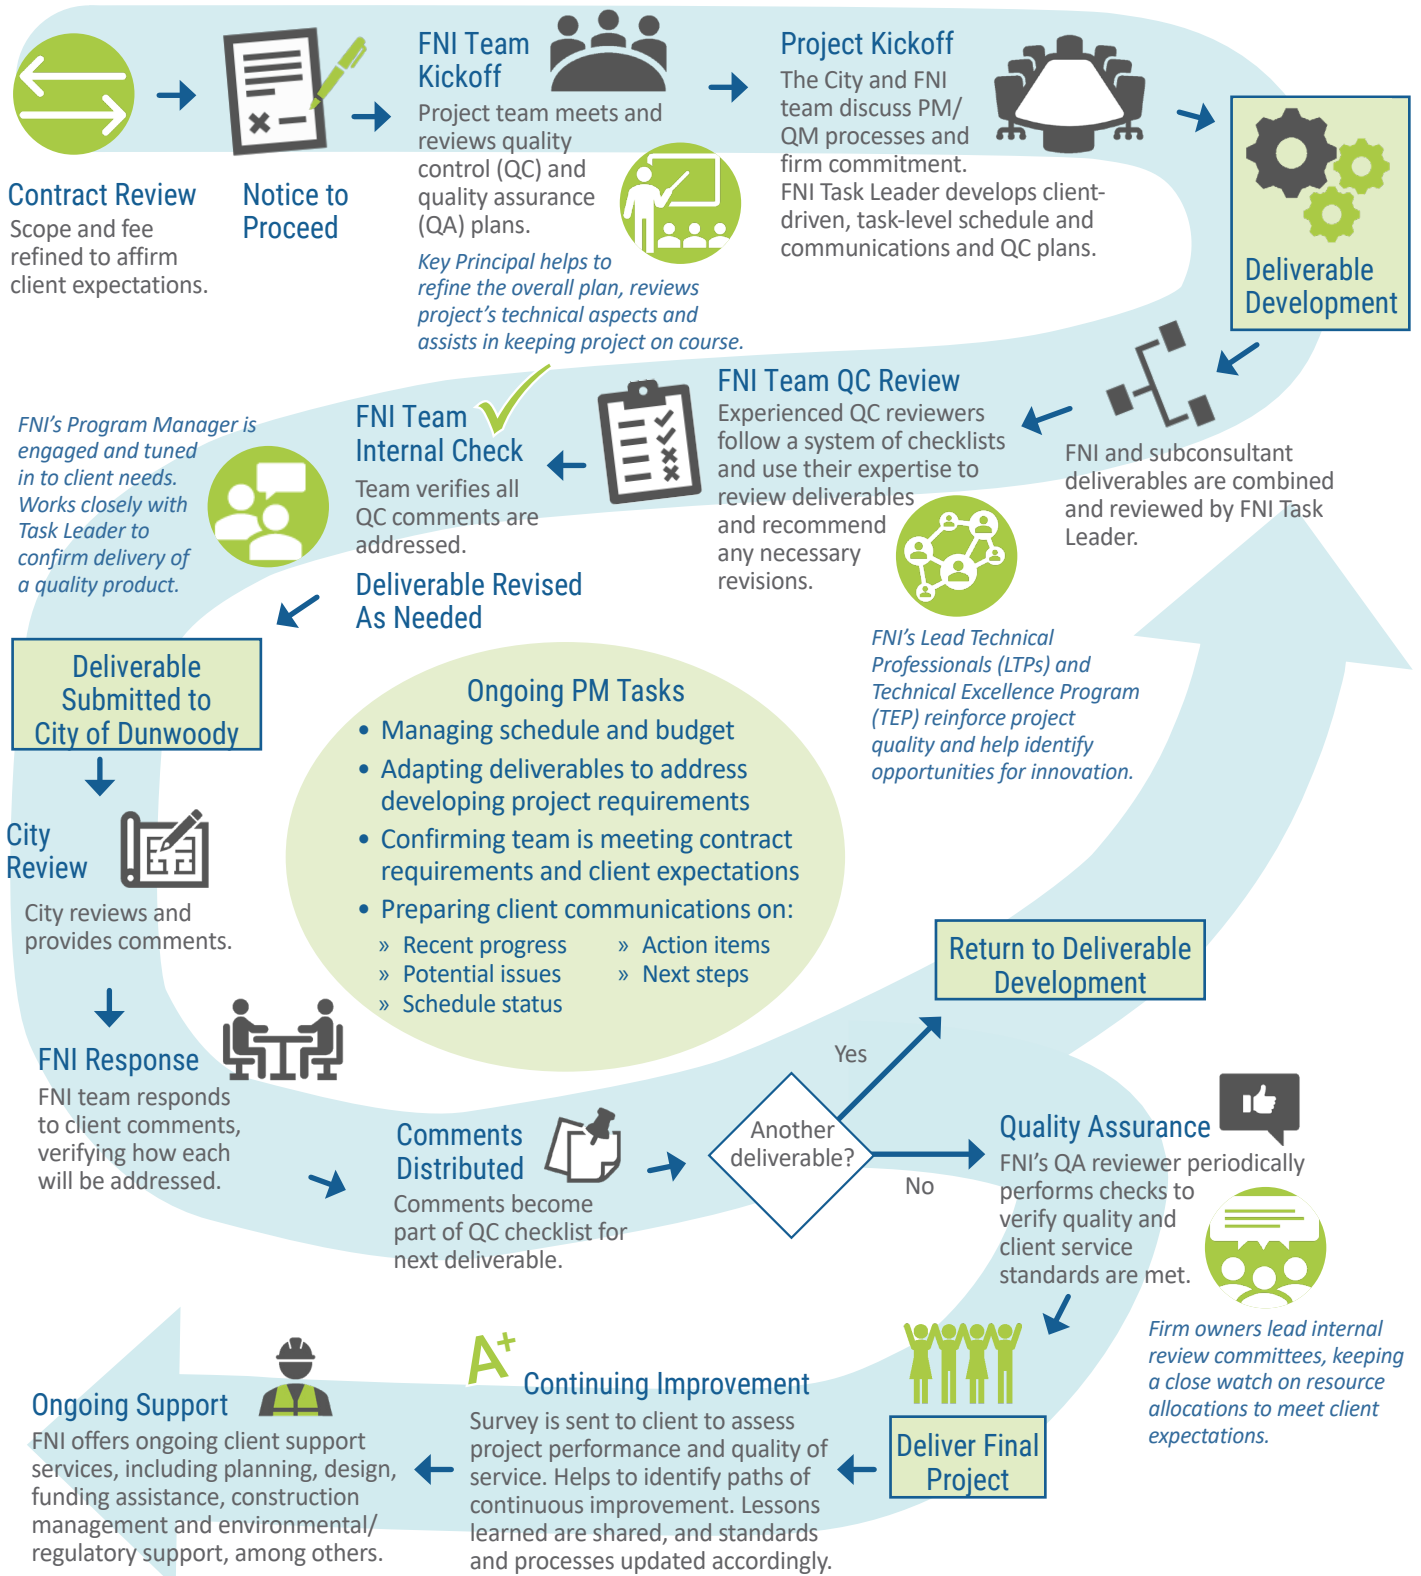 Contract Review
Scope and fee
refined to affirm
client expectations.
Notice to
Proceed
FNI Team
Kickoff
Project team meets and
reviews quality
control (QC) and
quality assurance
(QA) plans.
Key Principal helps to
refine the overall plan, reviews
project's technical aspects and
assists in keeping project on course.
Project Kickoff
The City and FNI
team discuss PM/
QM processes and
firm commitment.
FNI Task Leader develops client-
driven, task-level schedule and
communications and QC plans.
Deliverable
Development
FNI and subconsultant
deliverables are combined
and reviewed by FNI Task
Leader.
FNI Team QC Review
Experienced QC reviewers
follow a system of checklists
and use their expertise to
review deliverables
and recommend
any necessary
revisions.
FNI's Lead Technical
Professionals (LTPs) and
Technical Excellence Program
(TEP) reinforce project
quality and help identify
opportunities for innovation.
FNI Team
Internal Check
Team verifies all
QC comments are
addressed.
Deliverable Revised
As Needed
FNI's Program Manager is
engaged and tuned
in to client needs.
Works closely with
Task Leader to
confirm delivery of
a quality product.
Deliverable
Submitted to
City of Dunwoody
Ongoing PM Tasks
• Managing schedule and budget
• Adapting deliverables to address
developing project requirements
• Confirming team is meeting contract
requirements and client expectations
• Preparing client communications on:
» Recent progress
» Potential issues
» Schedule status
» Action items
» Next steps
City
Review
City reviews and
provides comments.
FNI Response
FNI team responds
to client comments,
verifying how each
will be addressed.
Comments
Distributed
Comments become
part of QC checklist for
next deliverable.
Another
deliverable?
Yes
Return to Deliverable
Development
No
Quality Assurance
FNI's QA reviewer periodically
performs checks to
verify quality and
client service
standards are met.
Firm owners lead internal
review committees, keeping
a close watch on resource
allocations to meet client
expectations.
Deliver Final
Project
A+
Continuing Improvement
Survey is sent to client to assess
project performance and quality of
service. Helps to identify paths of
continuous improvement. Lessons
learned are shared, and standards
and processes updated accordingly.
Ongoing Support
FNI offers ongoing client support
services, including planning, design,
funding assistance, construction
management and environmental/
regulatory support, among others.